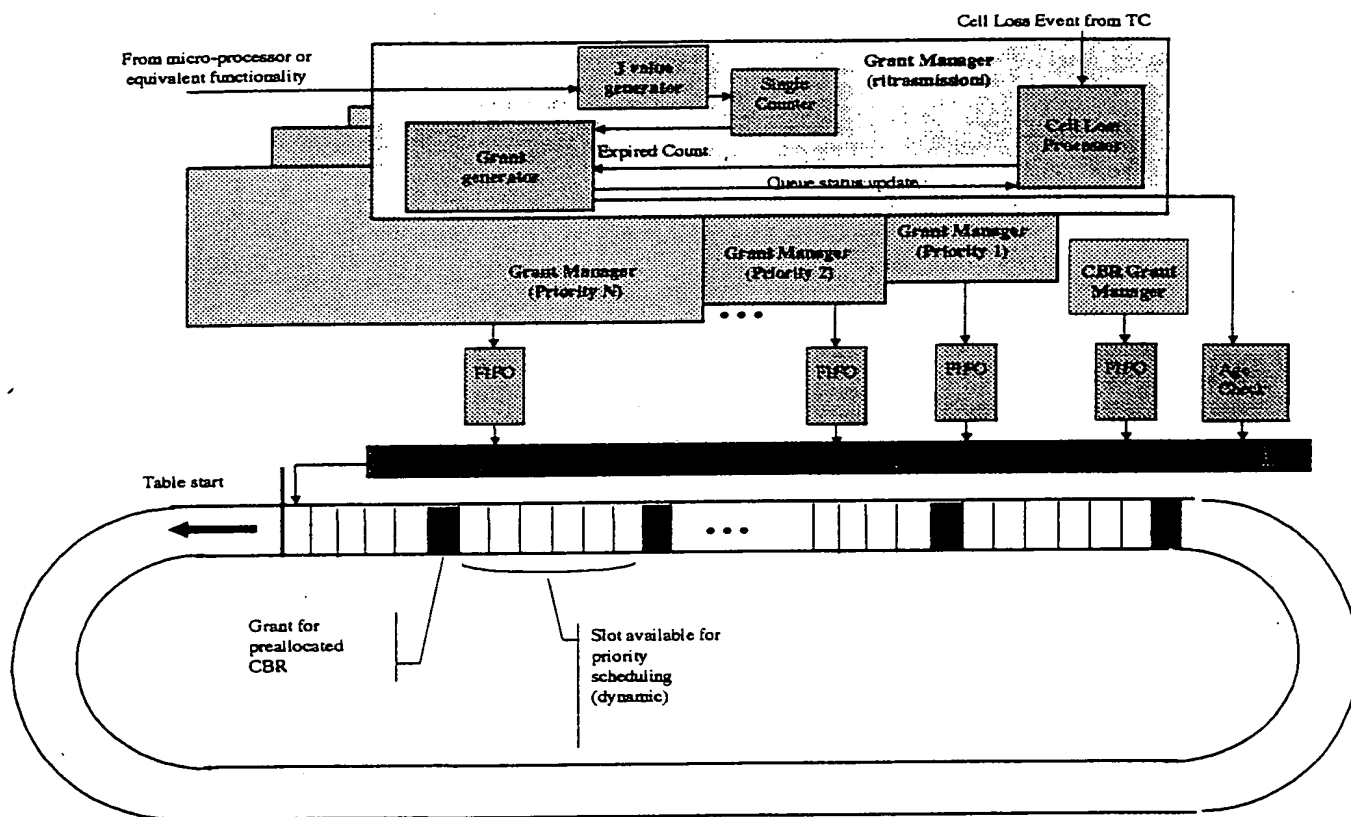 Cell Loss Event from TC
From micro-processor or
equivalent functionality
J value
generator
Single
Counter
Grant Manager
(ritrasmissioni)
Cell Loss
Processor
Grant
generator
Expired Count
Queue status update
Grant Manager
(Priority N)
Grant Manager
(Priority 2)
Grant Manager
(Priority 1)
CBR Grant
Manager
• • •
FIFO
FIFO
FIFO
FIFO
Age
Check
Table start
• • •
Grant for
preallocated
CBR
Slot available for
priority
scheduling
(dynamic)